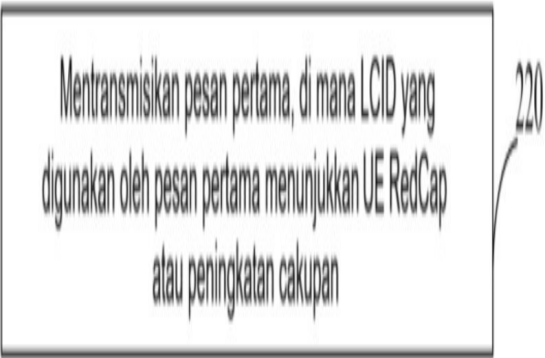 Mentransmisikan pesan pertama, di mana LCID yang
digunakan oleh pesan pertama menunjukkan UE RedCap
atau peningkatan cakupan
220